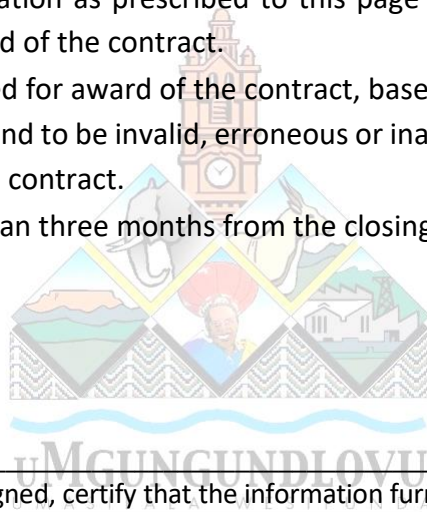 ation as prescribed to this page
d of the contract.
ed for award of the contract, base
nd to be invalid, erroneous or ina
contract.
an three months from the closing
uMGUNGUNDLOVU
gned, certify that the information furn